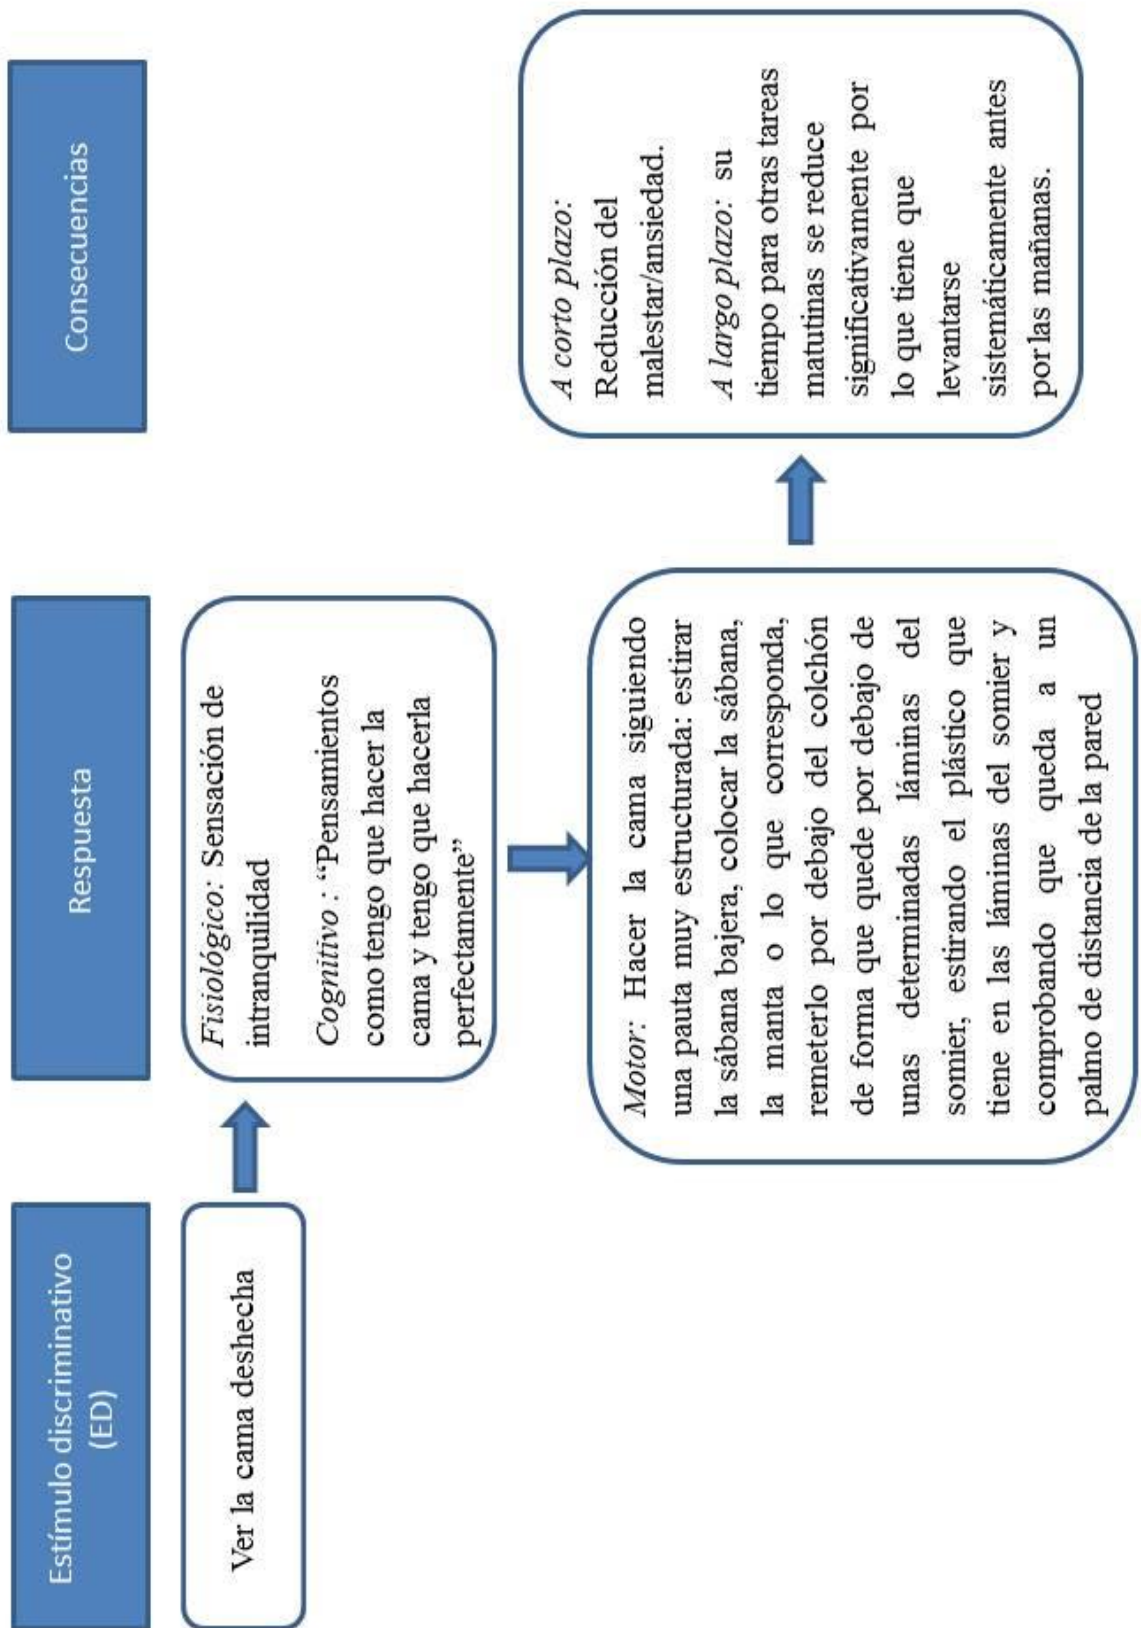 Estímulo discriminativo
(ED)
Respuesta
Consecuencias
Ver la cama deshecha
Fisiológico: Sensación de
intranquilidad
Cognitivo : “Pensamientos
como tengo que hacer la
cama y tengo que hacerla
perfectamente”
Motor: Hacer la cama siguiendo
una pauta muy estructurada: estirar
la sábana bajera, colocar la sábana,
la manta o lo que corresponda,
remeterlo por debajo del colchón
de forma que quede por debajo de
unas determinadas láminas del
somier, estirando el plástico que
tiene en las láminas del somier y
comprobando que queda a un
palmo de distancia de la pared
A corto plazo:
Reducción del
malestar/ansiedad.
A largo plazo: su
tiempo para otras tareas
matutinas se reduce
significativamente por
lo que tiene que
levantarse
sistemáticamente antes
por las mañanas.